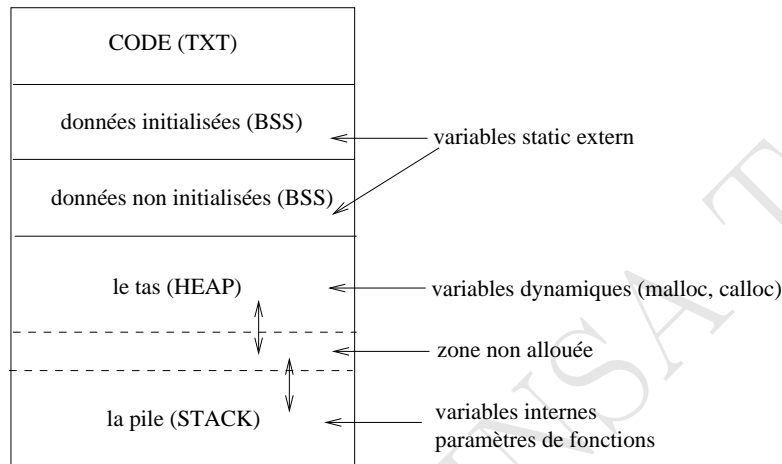 CODE (TXT)
données initialisées (BSS)
variables static extern
données non initialisées (BSS)
le tas (HEAP)
variables dynamiques (malloc, calloc)
zone non allouée
la pile (STACK)
variables internes
paramètres de fonctions
INSA T